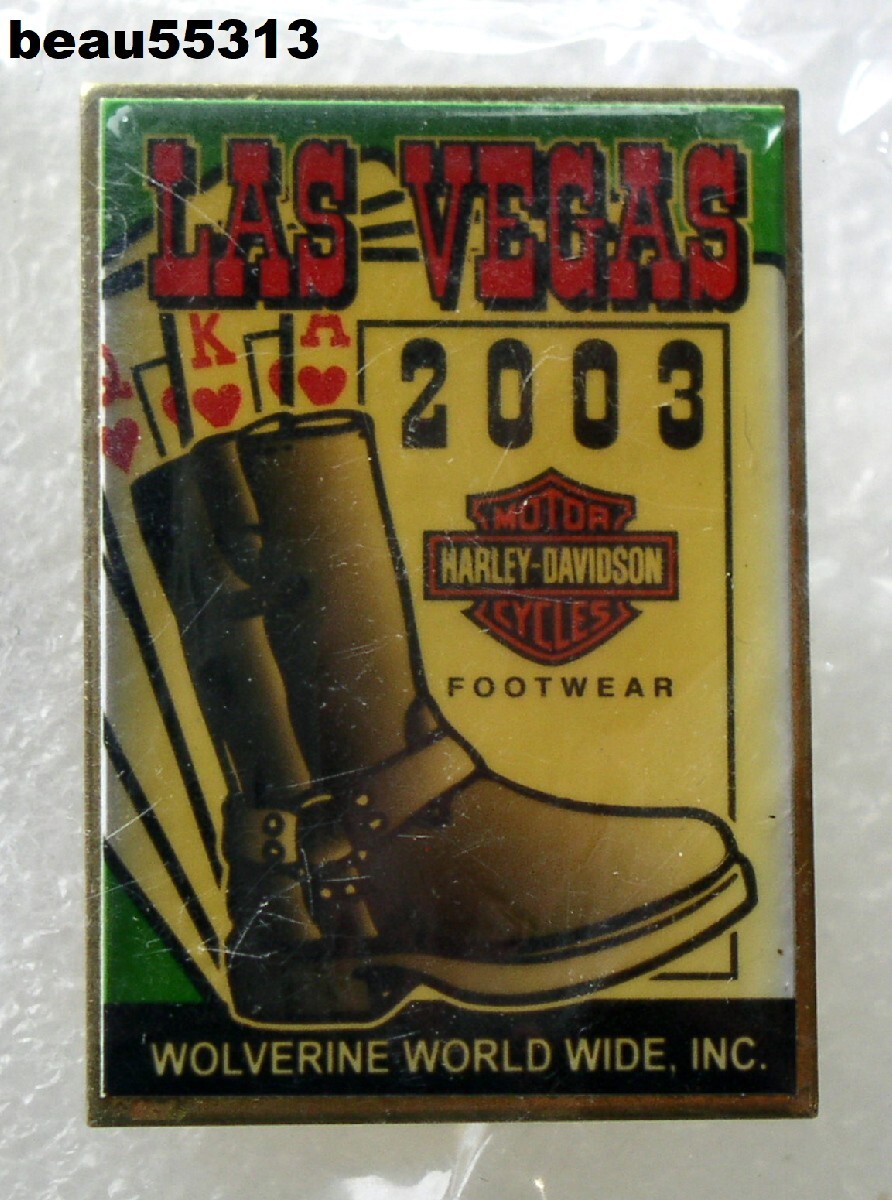 beau55313
LAS VEGAS
Q K A
2003
MOTOR
HARLEY-DAVIDSON
CYCLES
FOOTWEAR
WOLVERINE WORLD WIDE, INC.